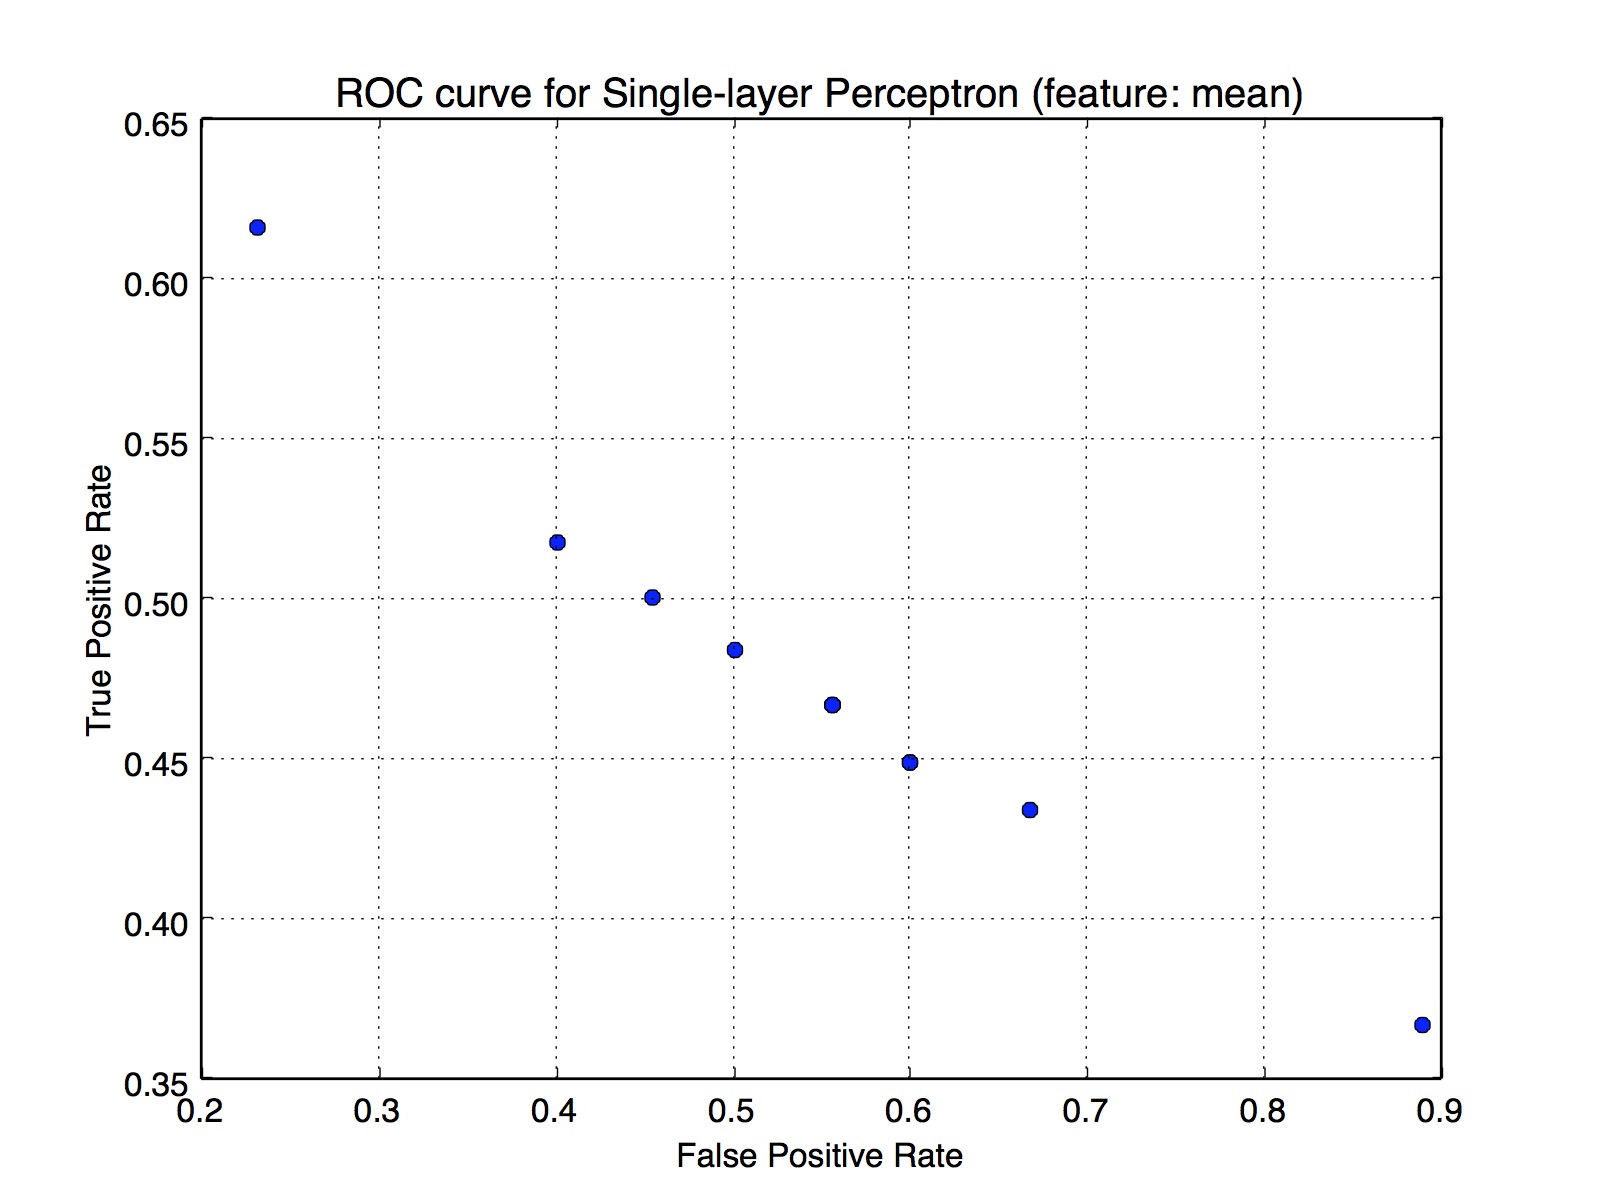 ROC curve for Single-layer Perceptron (feature: mean)
0.65
0.60
0.55
0.50
0.45
0.40
0.35
True Positive Rate
0.2 0.3 0.4 0.5 0.6 0.7 0.8 0.9
False Positive Rate